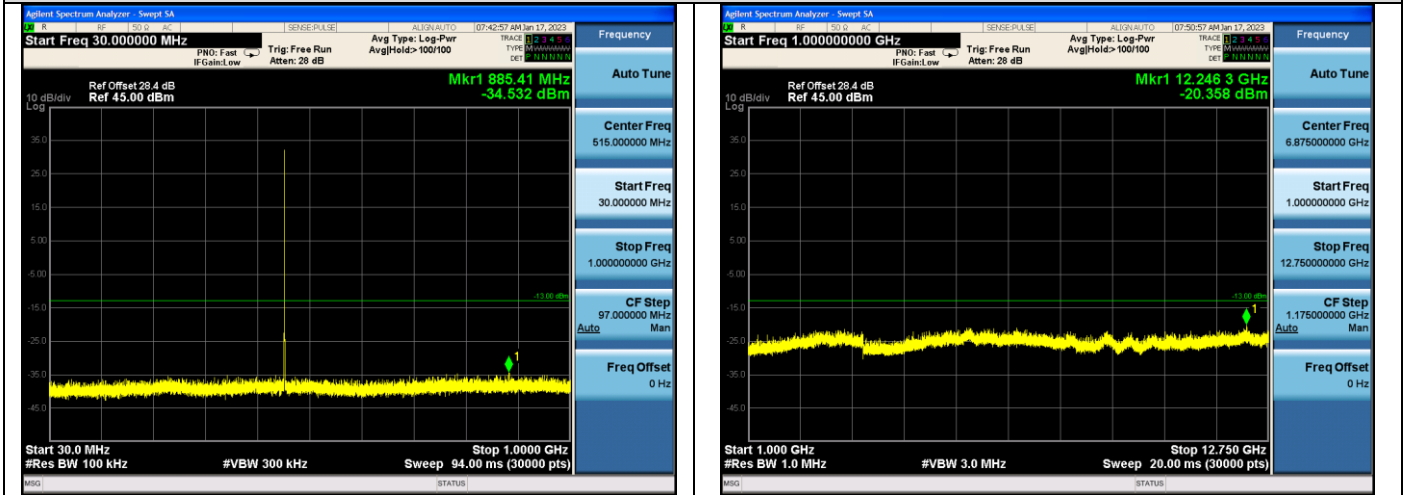 Agilent Spectrum Analyzer - Swept SA
R RF 50 Ω AC SENSE:PULSE ALIGN AUTO 07:42:57 AM Jan 17, 2023
Start Freq 30.000000 MHz
PNO: Fast
IFGain:Low
Trig: Free Run
Atten: 28 dB
Avg Type: Log-Pwr
Avg|Hold:>100/100
TRACE 1 2 3 4 5 6
TYPE M
DET P N N N N N
Mkr1 885.41 MHz
-34.532 dBm
Ref Offset 28.4 dB
10 dB/div Ref 45.00 dBm
Log
35.0
25.0
15.0
5.00
-5.00
-13.00 dBm
-15.0
-25.0
1
-35.0
-45.0
Start 30.0 MHz Stop 1.0000 GHz
#Res BW 100 kHz #VBW 300 kHz Sweep 94.00 ms (30000 pts)
MSG STATUS
Frequency
Auto Tune
Center Freq
515.000000 MHz
Start Freq
30.000000 MHz
Stop Freq
1.000000000 GHz
CF Step
97.000000 MHz
Auto Man
Freq Offset
0 Hz
Agilent Spectrum Analyzer - Swept SA
R RF 50 Ω AC SENSE:PULSE ALIGN AUTO 07:50:57 AM Jan 17, 2023
Start Freq 1.000000000 GHz
PNO: Fast
IFGain:Low
Trig: Free Run
Atten: 28 dB
Avg Type: Log-Pwr
Avg|Hold:>100/100
TRACE 1 2 3 4 5 6
TYPE M
DET P N N N N N
Mkr1 12.246 3 GHz
-20.358 dBm
Ref Offset 28.4 dB
10 dB/div Ref 45.00 dBm
Log
35.0
25.0
15.0
5.00
-5.00
-13.00 dBm
-15.0
1
-25.0
-35.0
-45.0
Start 1.000 GHz Stop 12.750 GHz
#Res BW 1.0 MHz #VBW 3.0 MHz Sweep 20.00 ms (30000 pts)
MSG STATUS
Frequency
Auto Tune
Center Freq
6.875000000 GHz
Start Freq
1.000000000 GHz
Stop Freq
12.750000000 GHz
CF Step
1.175000000 GHz
Auto Man
Freq Offset
0 Hz